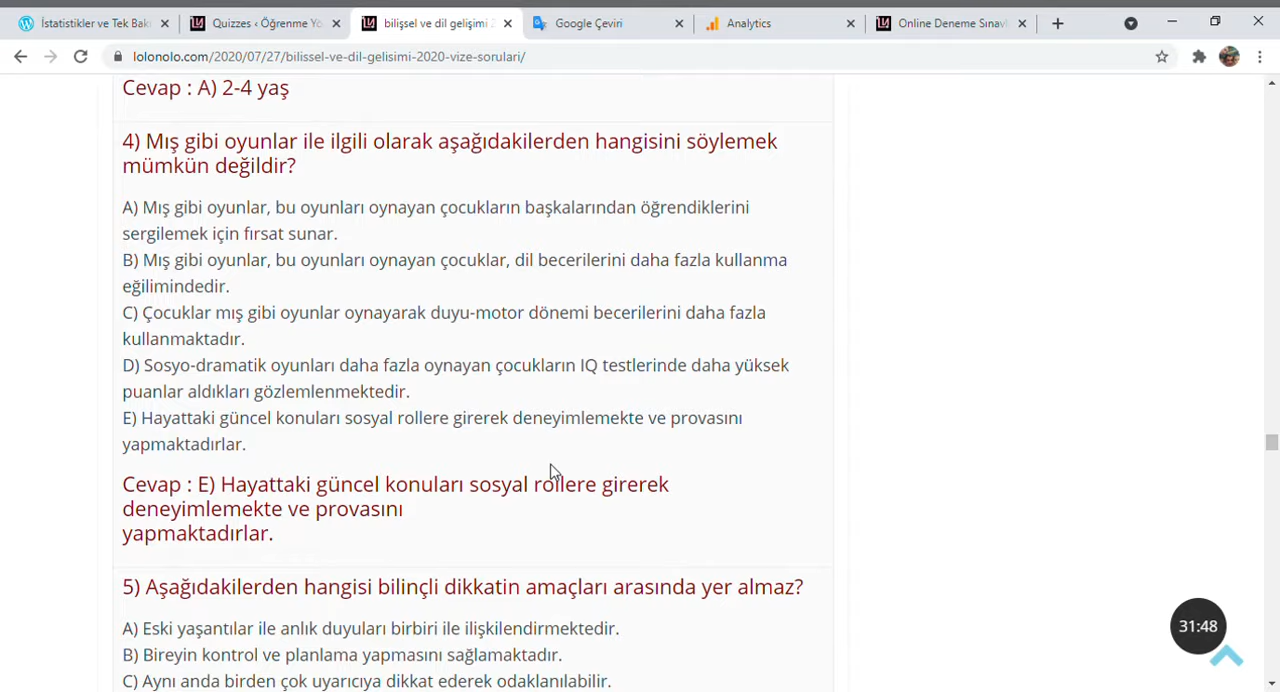 İstatistikler ve Tek Bak
Quizzes ‹ Öğrenme Yö
bilişsel ve dil gelişimi 2
Google Çeviri
Analytics
Online Deneme Sınavl
lolonolo.com/2020/07/27/bilissel-ve-dil-gelisimi-2020-vize-sorulari/
Cevap : A) 2-4 yaş
4) Mış gibi oyunlar ile ilgili olarak aşağıdakilerden hangisini söylemek
mümkün değildir?
A) Mış gibi oyunlar, bu oyunları oynayan çocukların başkalarından öğrendiklerini
sergilemek için fırsat sunar.
B) Mış gibi oyunlar, bu oyunları oynayan çocuklar, dil becerilerini daha fazla kullanma
eğilimindedir.
C) Çocuklar mış gibi oyunlar oynayarak duyu-motor dönemi becerilerini daha fazla
kullanmaktadır.
D) Sosyo-dramatik oyunları daha fazla oynayan çocukların IQ testlerinde daha yüksek
puanlar aldıkları gözlemlenmektedir.
E) Hayattaki güncel konuları sosyal rollere girerek deneyimlemekte ve provasını
yapmaktadırlar.
Cevap : E) Hayattaki güncel konuları sosyal rollere girerek
deneyimlemekte ve provasını
yapmaktadırlar.
5) Aşağıdakilerden hangisi bilinçli dikkatin amaçları arasında yer almaz?
A) Eski yaşantılar ile anlık duyuları birbiri ile ilişkilendirmektedir.
B) Bireyin kontrol ve planlama yapmasını sağlamaktadır.
C) Aynı anda birden çok uyarıcıya dikkat ederek odaklanılabilir.
31:48